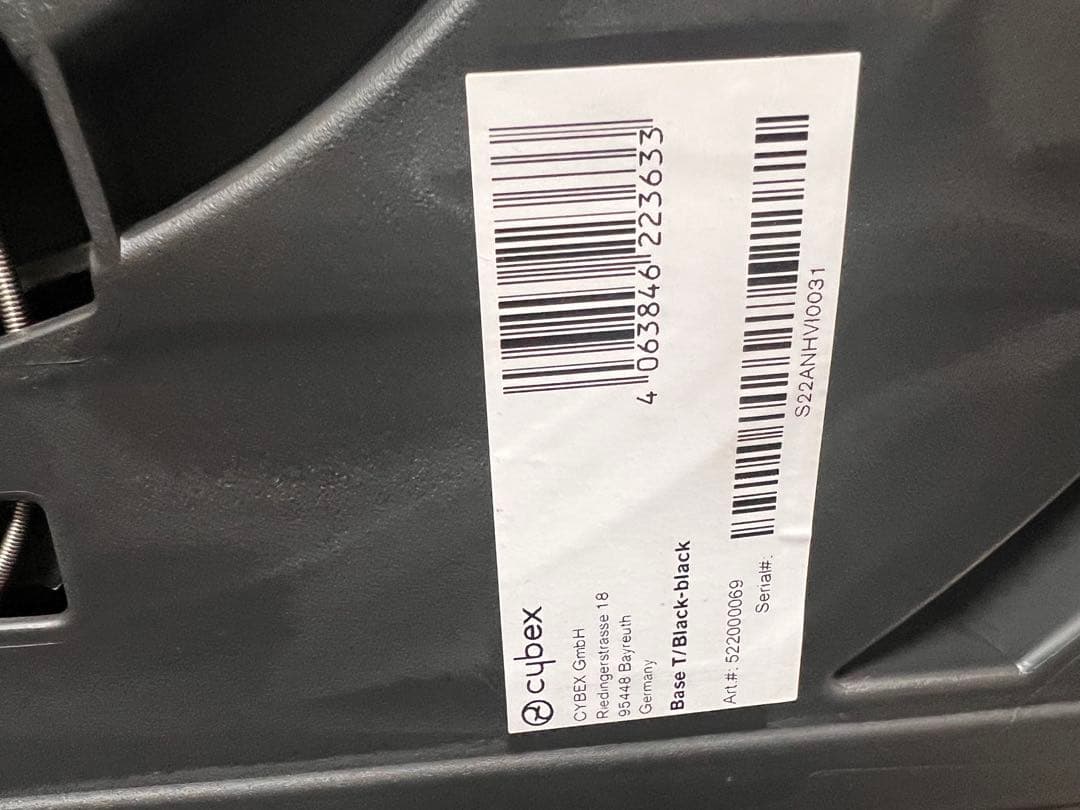 cybex
CYBEX GmbH
Riedingerstrasse 18
95448 Bayreuth
Germany
Base T/Black-black
Art.#: 522000069
Serial#:
4 063846 223633
S22ANHVI0031